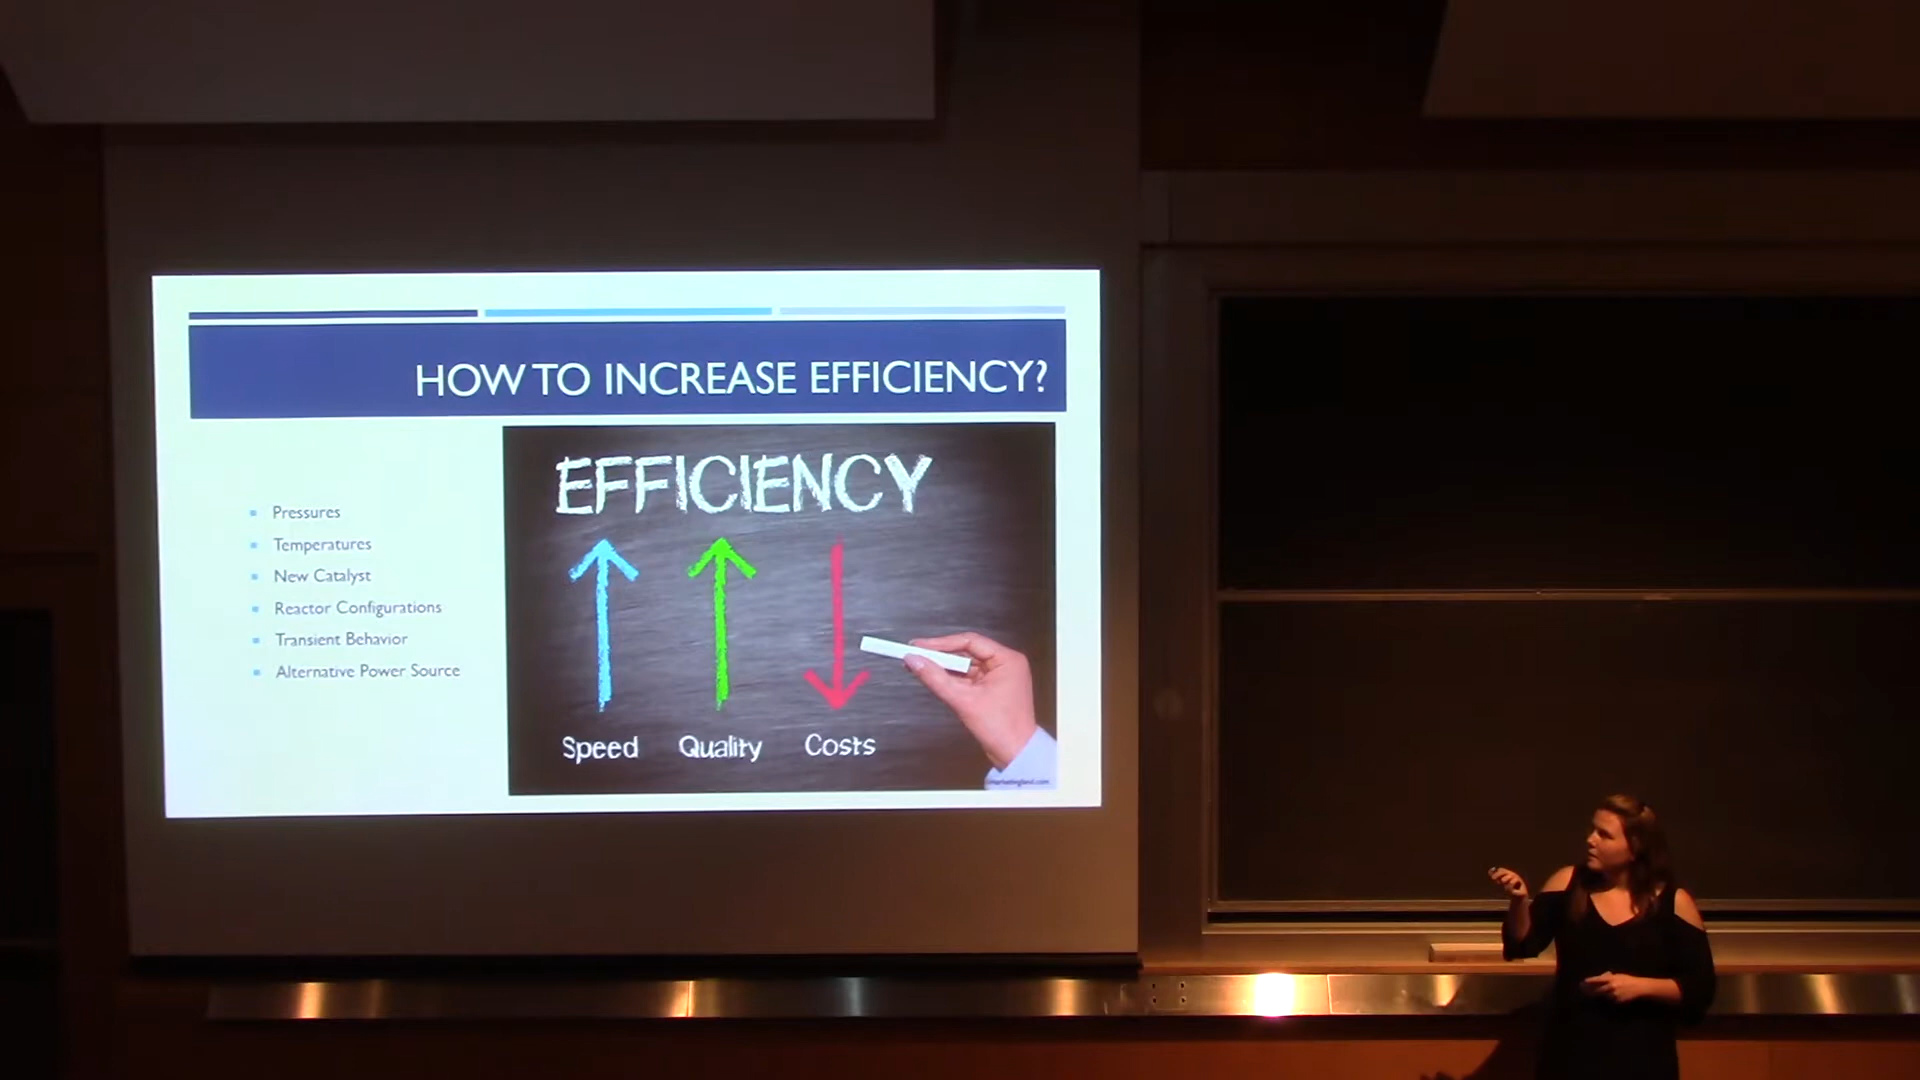 HOW TO INCREASE EFFICIENCY?
Pressures
Temperatures
New Catalyst
Reactor Configurations
Transient Behavior
Alternative Power Source
EFFICIENCY
Speed Quality Costs